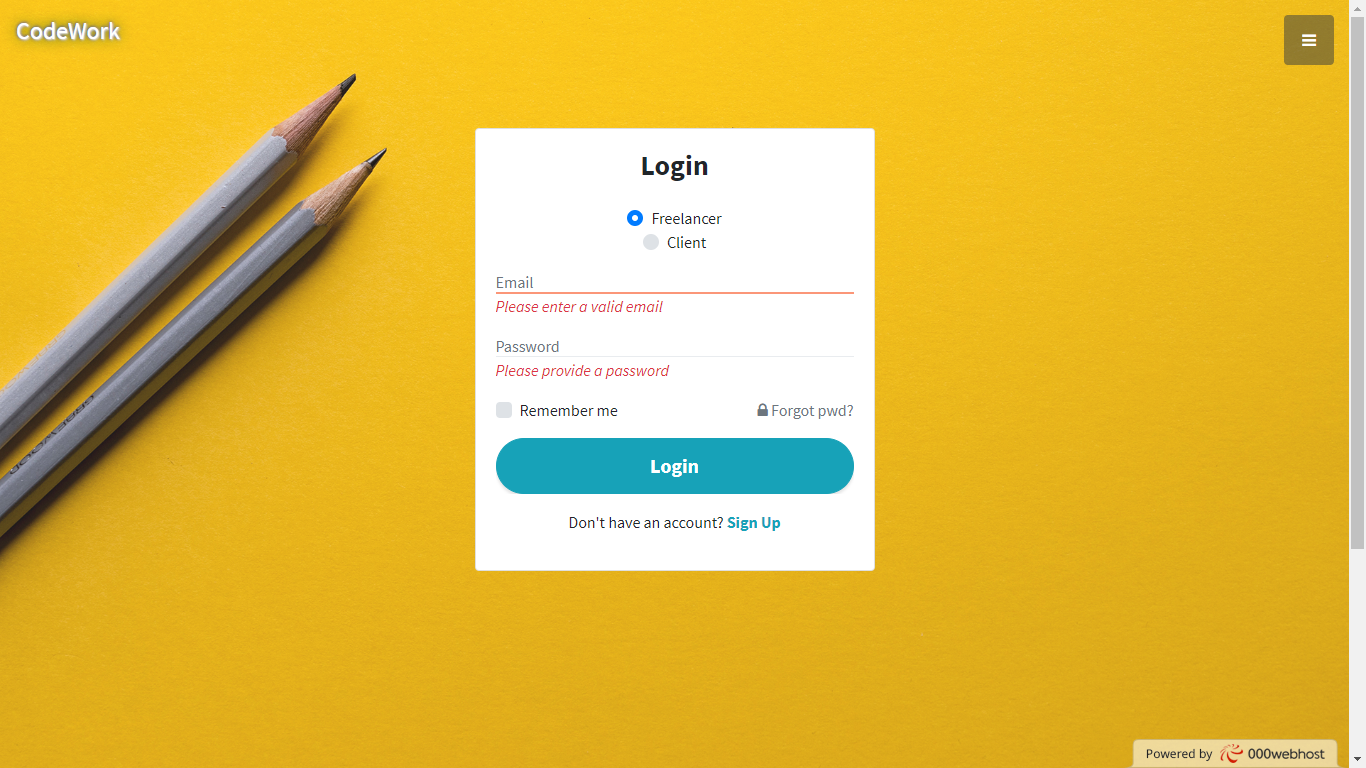 CodeWork
Login
Freelancer
Client
Email
Please enter a valid email
Password
Please provide a password
Remember me
Forgot pwd?
Login
Don't have an account? Sign Up
Powered by 000webhost